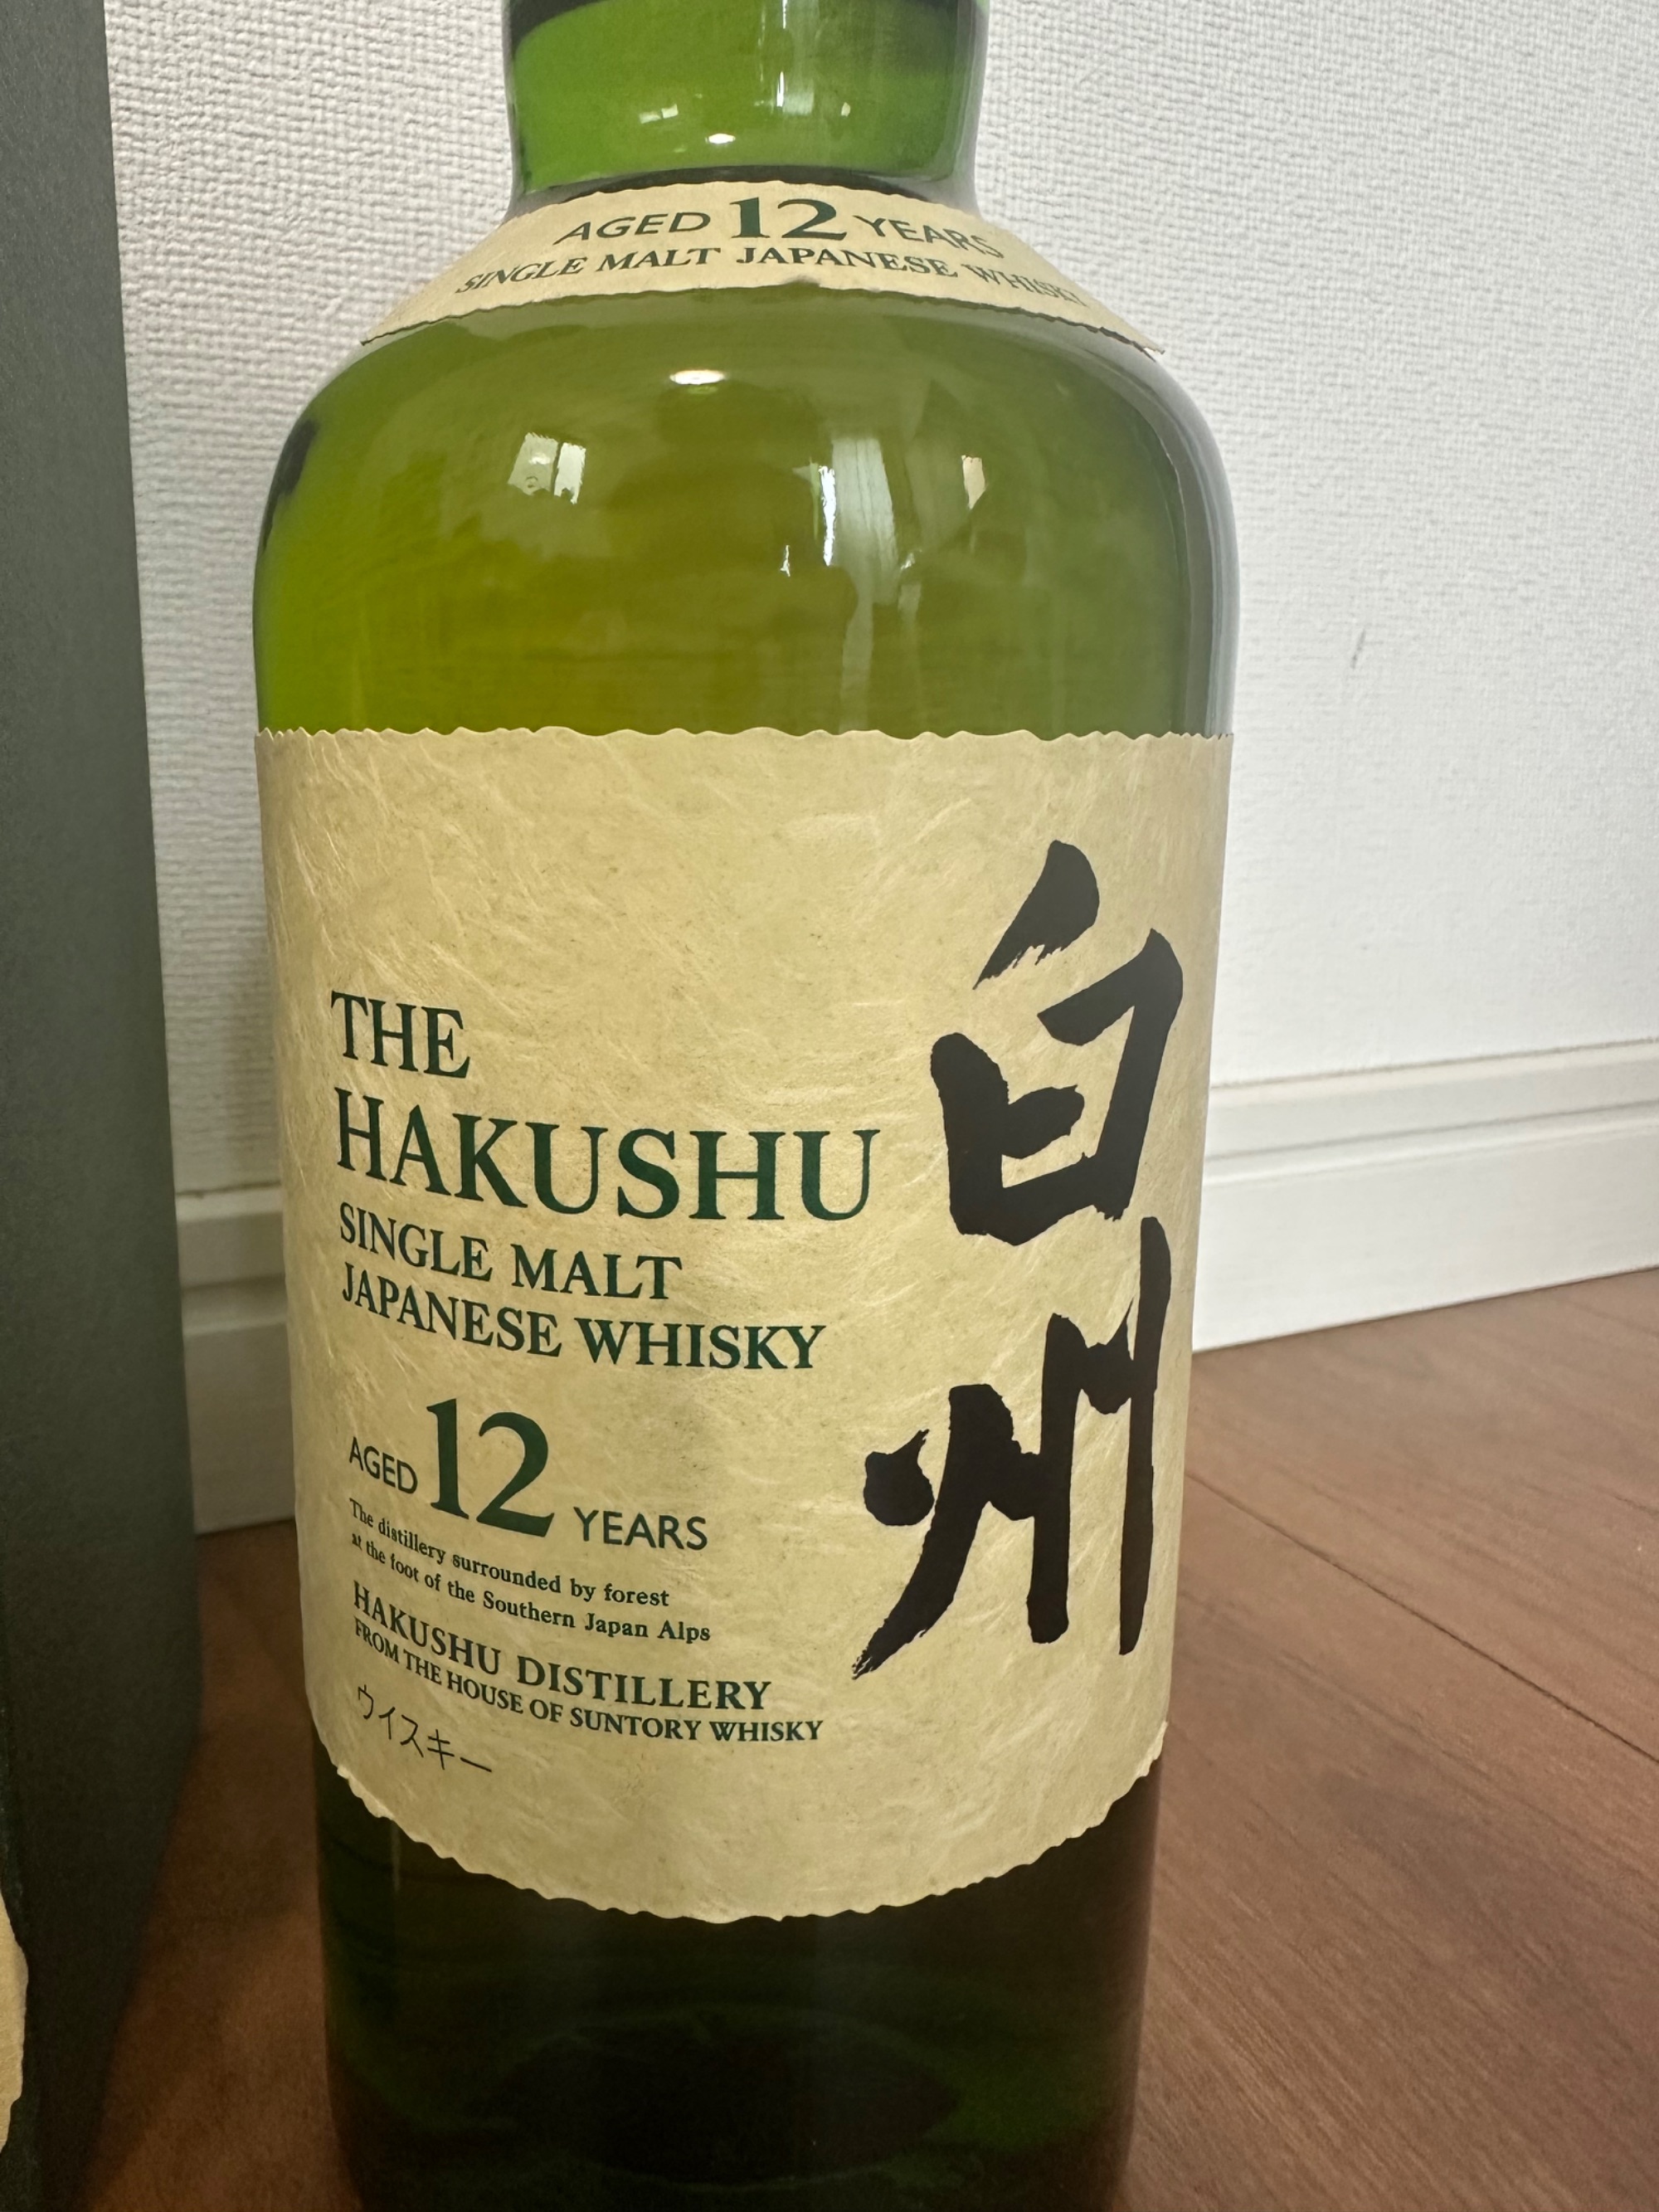 AGED 12 YEARS
SINGLE MALT JAPANESE WHISKY
白州
THE
HAKUSHU
SINGLE MALT
JAPANESE WHISKY
AGED 12 YEARS
The distillery surrounded by forest
at the foot of the Southern Japan Alps
HAKUSHU DISTILLERY
FROM THE HOUSE OF SUNTORY WHISKY
ウイスキー